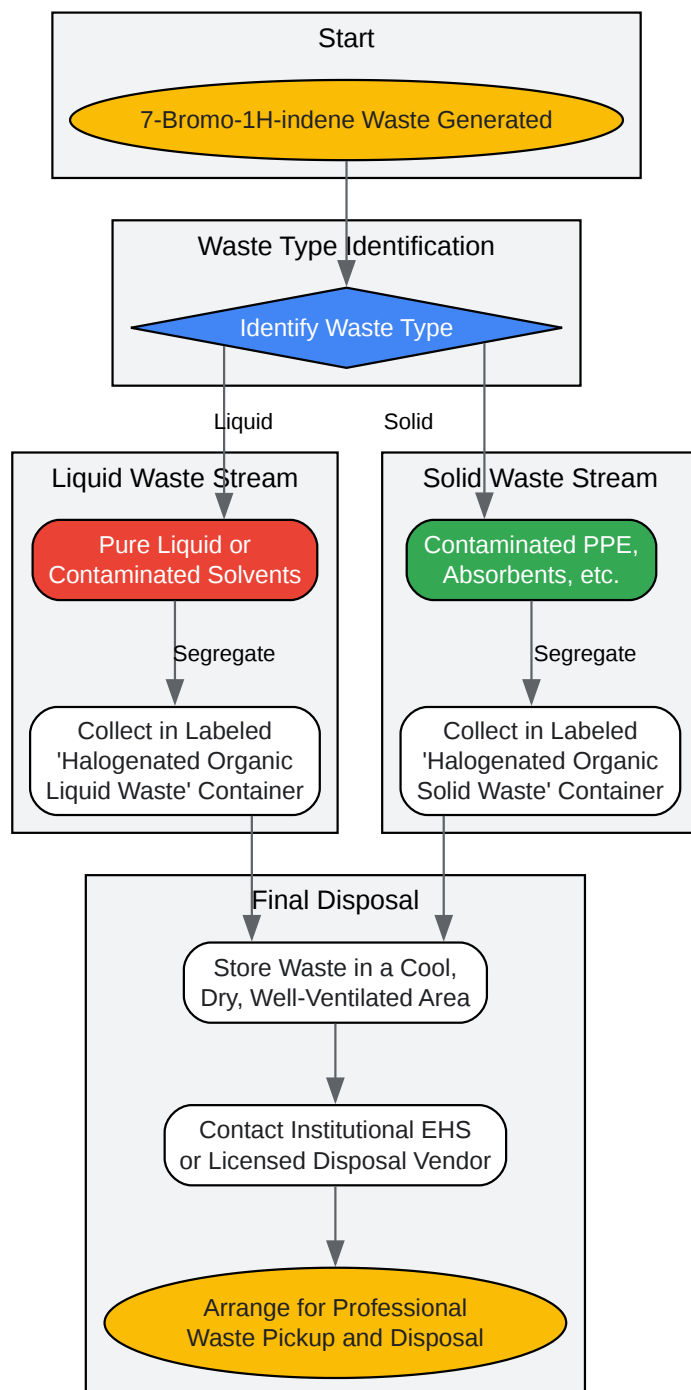 Start
7-Bromo-1H-indene Waste Generated
Waste Type Identification
Identify Waste Type
Liquid
Solid
Liquid Waste Stream
Pure Liquid or
Contaminated Solvents
Segregate
Collect in Labeled
'Halogenated Organic
Liquid Waste' Container
Solid Waste Stream
Contaminated PPE,
Absorbents, etc.
Segregate
Collect in Labeled
'Halogenated Organic
Solid Waste' Container
Final Disposal
Store Waste in a Cool,
Dry, Well-Ventilated Area
Contact Institutional EHS
or Licensed Disposal Vendor
Arrange for Professional
Waste Pickup and Disposal